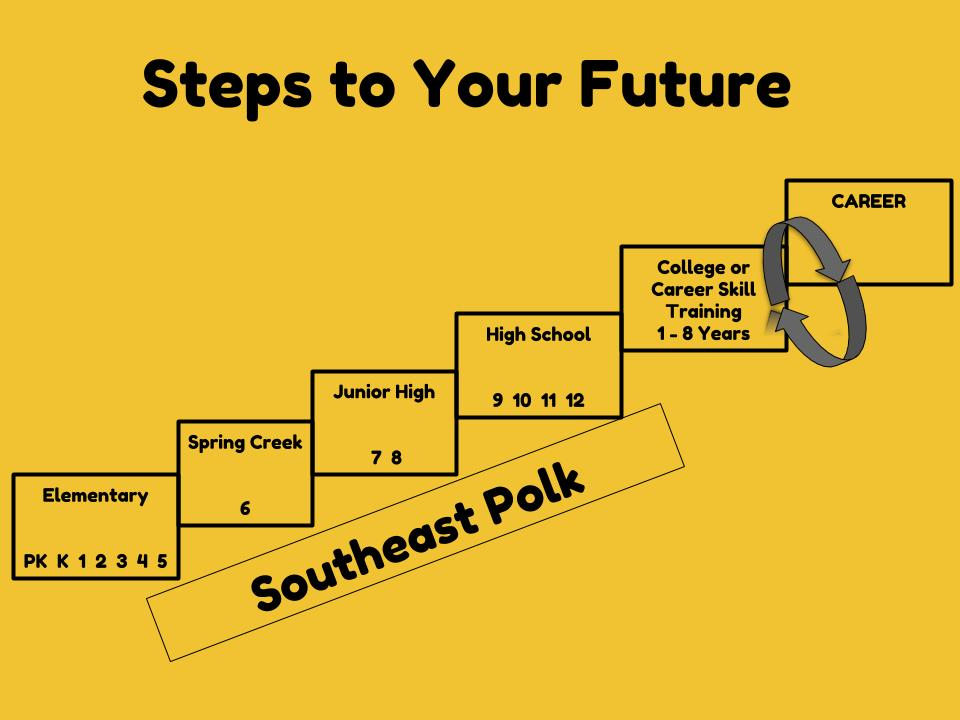 Steps to Your Future
CAREER
College or
Career Skill
Training
1 - 8 Years
High School
9 10 11 12
Junior High
7 8
Spring Creek
6
Elementary
PK K 1 2 3 4 5
Southeast Polk